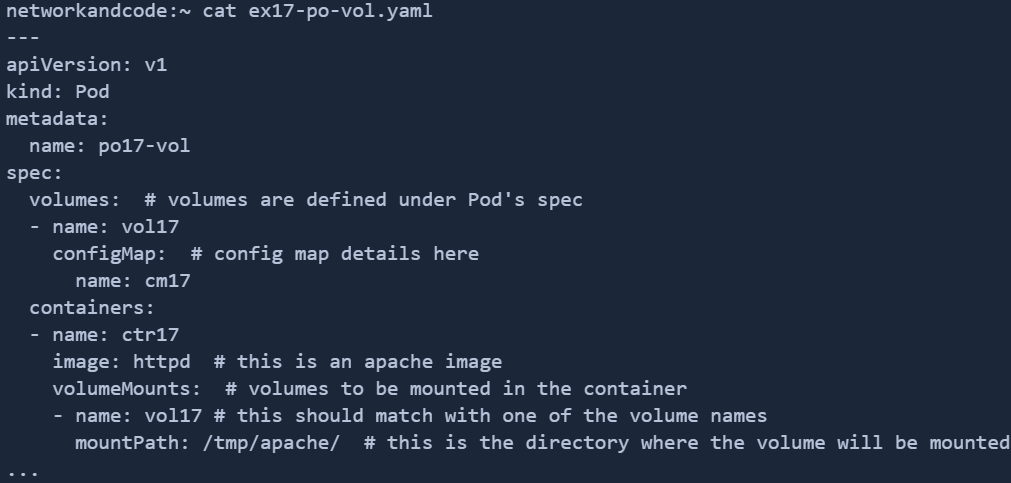 networkandcode:~ cat ex17-po-vol.yaml
---
apiVersion: v1
kind: Pod
metadata:
  name: po17-vol
spec:
  volumes:  # volumes are defined under Pod's spec
  - name: vol17
    configMap:  # config map details here
      name: cm17
  containers:
  - name: ctr17
    image: httpd  # this is an apache image
    volumeMounts:  # volumes to be mounted in the container
    - name: vol17 # this should match with one of the volume names
      mountPath: /tmp/apache/  # this is the directory where the volume will be mounted
...